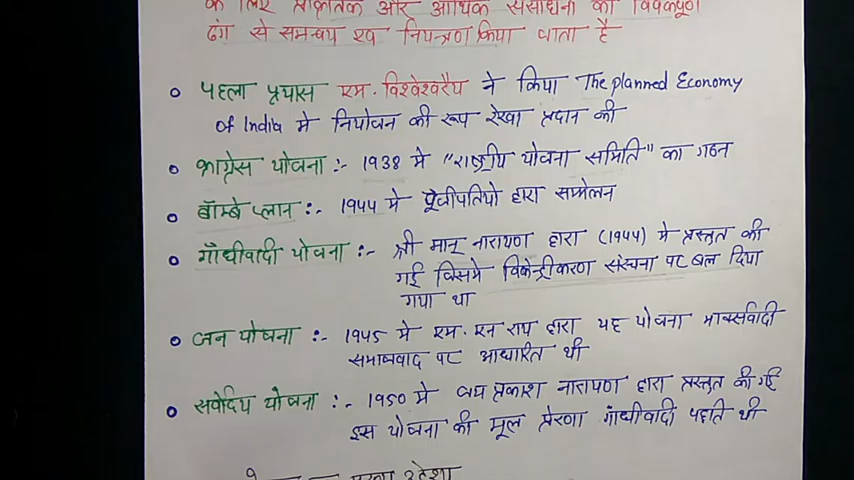 के लिए प्राकृतिक और आर्थिक संसाधनो का विवेकपूर्ण
ढंग से समन्वय एवं नियन्त्रण किया जाता है
पहला प्रयास एम. विश्वेश्वरैय ने किया The planned Economy
of India मे नियोजन की रूप रेखा प्रदान की
काग्रेस योजना :- 1938 मे "राष्ट्रीय योजना समिति" का गठन
बॉम्बे प्लान :- 1944 मे पूँजीपतियो द्वारा सम्मेलन
गाँधीवादी योजना :- श्री मान् नारायण द्वारा (1944) मे प्रस्तुत की
गई जिसमे विकेन्द्रीकरण संरचना पर बल दिया
गया था
जन योजना :- 1945 मे एम. एन राय द्वारा यह योजना मार्क्सवादी
समाजवाद पर आधारित थी
सर्वोदय योजना :- 1950 मे जय प्रकाश नारायण द्वारा प्रस्तुत की गई
इस योजना की मूल प्रेरणा गाँधीवादी पद्दति थी